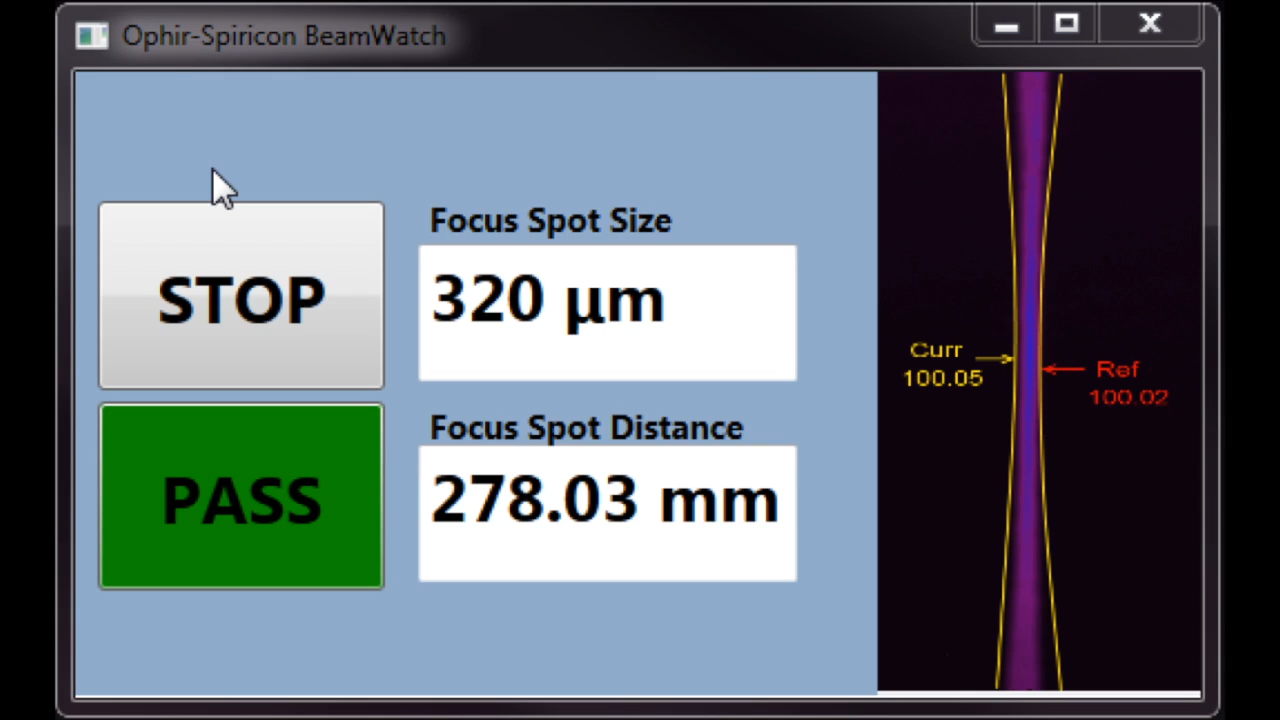 Ophir-Spiricon BeamWatch
STOP
PASS
Focus Spot Size
320 µm
Focus Spot Distance
278.03 mm
Curr
100.05
Ref
100.02